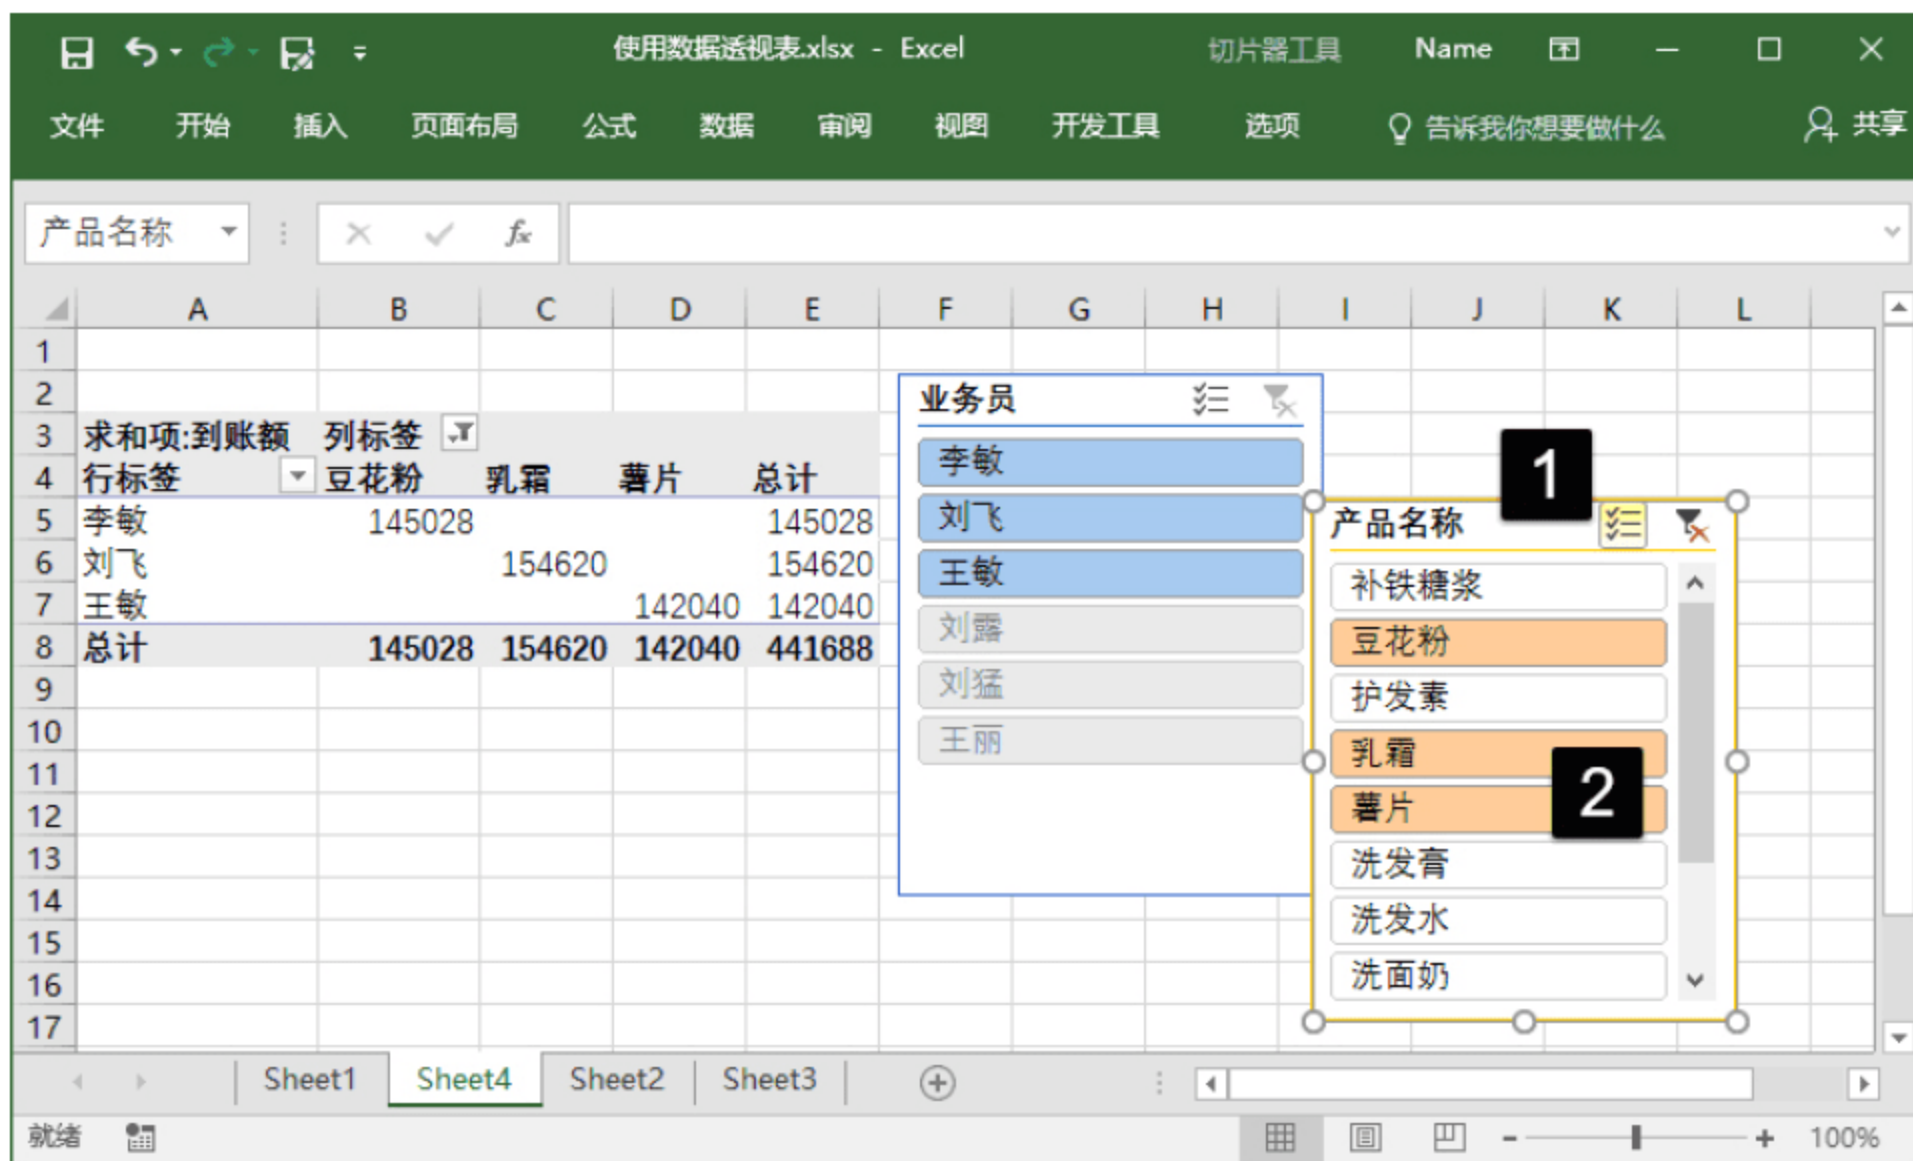 使用数据透视表.xlsx - Excel 切片器工具 Name
文件 开始 插入 页面布局 公式 数据 审阅 视图 开发工具 选项 告诉我你想要做什么 共享
产品名称 fx
A B C D E F G H I J K L
1
2
3 求和项:到账额 列标签
4 行标签 豆花粉 乳霜 薯片 总计
5 李敏 145028 145028
6 刘飞 154620 154620
7 王敏 142040 142040
8 总计 145028 154620 142040 441688
9
10
11
12
13
14
15
16
17
业务员
李敏
刘飞
王敏
刘露
刘猛
王丽
1
产品名称
补铁糖浆
豆花粉
护发素
乳霜
薯片
2
洗发膏
洗发水
洗面奶
Sheet1 Sheet4 Sheet2 Sheet3
就绪 100%